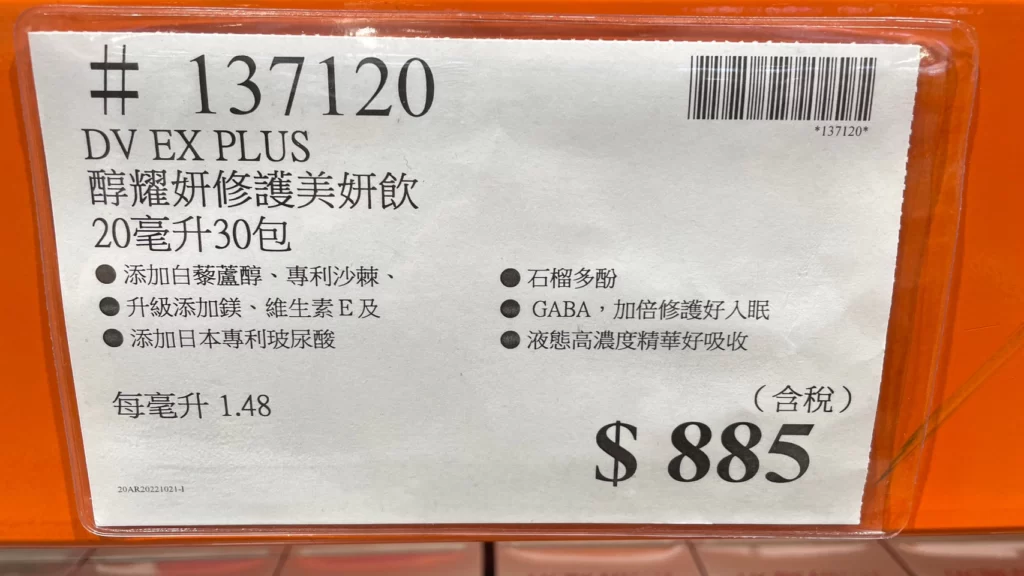 # 137120
*137120*
DV EX PLUS
醇耀妍修護美妍飲
20毫升30包
● 添加白藜蘆醇、專利沙棘、
● 升級添加鎂、維生素E及
● 添加日本專利玻尿酸
● 石榴多酚
● GABA，加倍修護好入眠
● 液態高濃度精華好吸收
每毫升 1.48
（含稅）
$ 885
20AR20221021-1